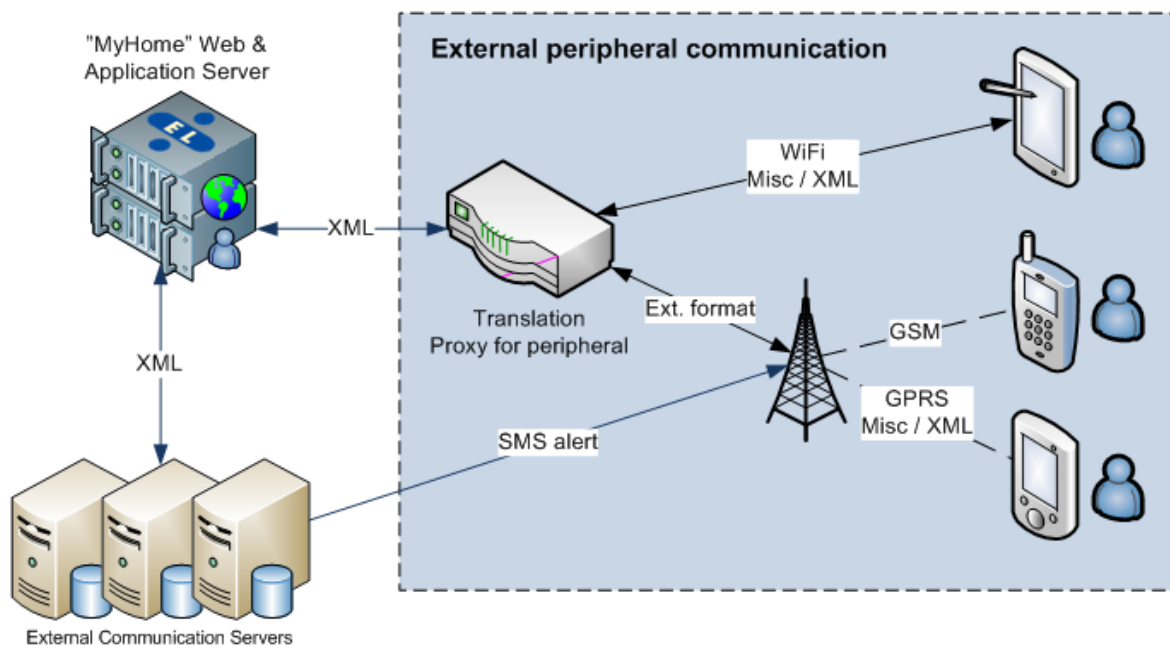 "MyHome" Web &
Application Server
EL
External peripheral communication
WiFi
Misc / XML
XML
Translation
Proxy for peripheral
Ext. format
GSM
XML
GPRS
Misc / XML
SMS alert
External Communication Servers